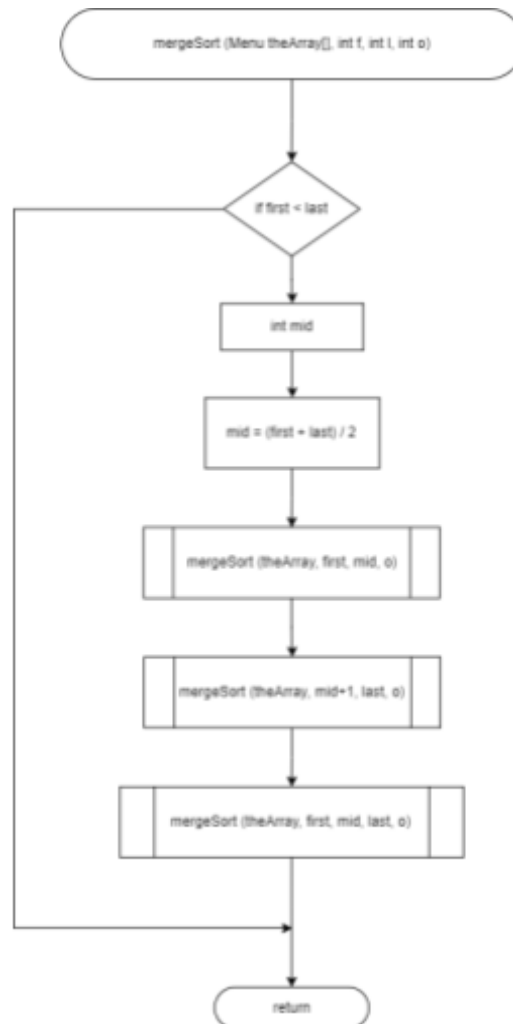 mergeSort (Menu theArray[], int f, int l, int o)
if first < last
int mid
mid = (first + last) / 2
mergeSort (theArray, first, mid, o)
mergeSort (theArray, mid+1, last, o)
mergeSort (theArray, first, mid, last, o)
return